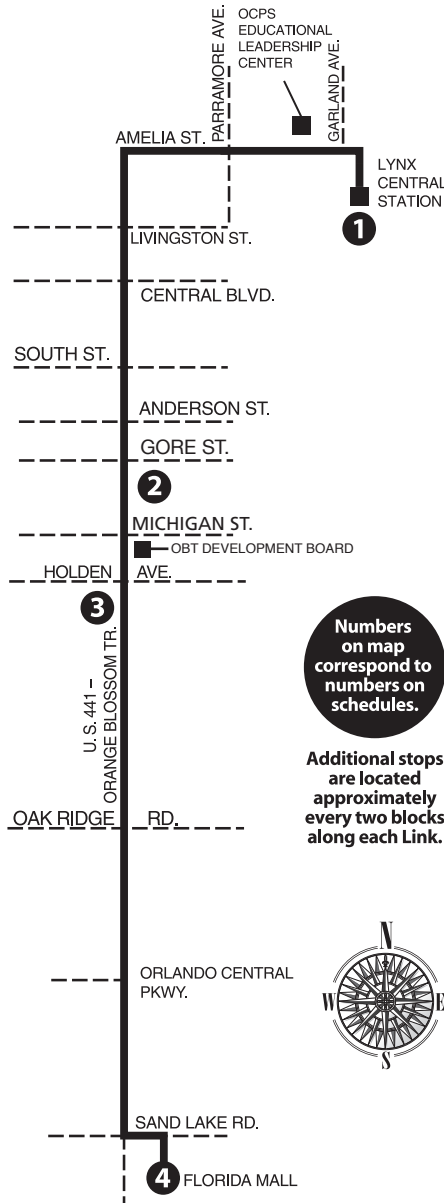 PARRAMORE AVE.
OCPS
EDUCATIONAL
LEADERSHIP
CENTER
GARLAND AVE.
AMELIA ST.
LYNX
CENTRAL
STATION
1
LIVINGSTON ST.
CENTRAL BLVD.
SOUTH ST.
ANDERSON ST.
GORE ST.
2
MICHIGAN ST.
OBT DEVELOPMENT BOARD
HOLDEN AVE.
3
U. S. 441 –
ORANGE BLOSSOM TR.
Numbers
on map
correspond to
numbers on
schedules.
Additional stops
are located
approximately
every two blocks
along each Link.
OAK RIDGE RD.
N
W E
S
ORLANDO CENTRAL
PKWY.
SAND LAKE RD.
4 FLORIDA MALL